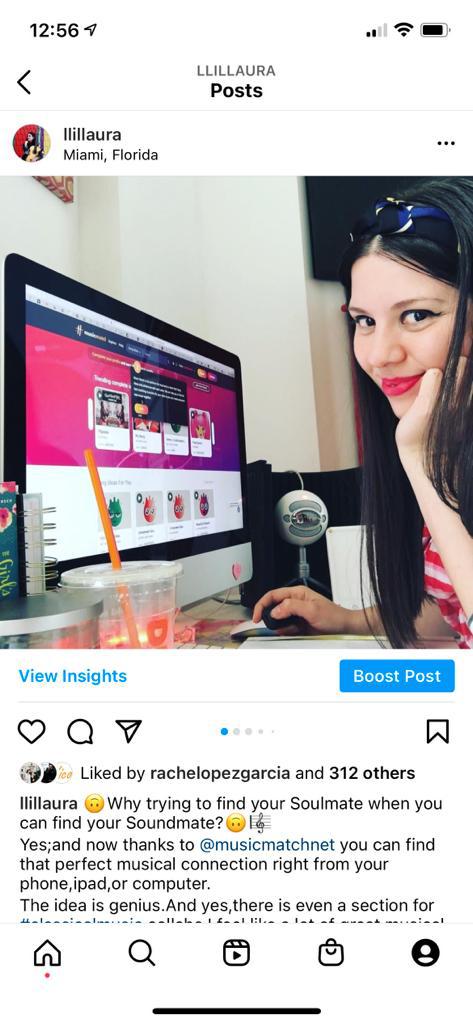 12:56
LLILLAURA
Posts
llillaura
Miami, Florida
View Insights
Boost Post
Liked by rachelopezgarcia and 312 others
llillaura 🙃Why trying to find your Soulmate when you
can find your Soundmate?🙃🎼
Yes;and now thanks to @musicmatchnet you can find
that perfect musical connection right from your
phone,ipad,or computer.
The idea is genius.And yes,there is even a section for